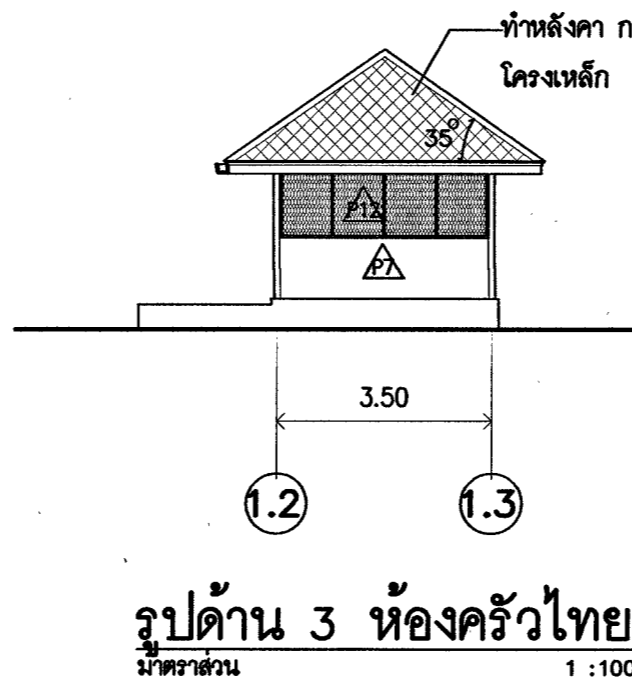 ทำหลังคา ก
โครงเหล็ก
35°
P12
P7
3.50
1.2 1.3
รูปด้าน 3 ห้องครัวไทย
มาตราส่วน 1 :100